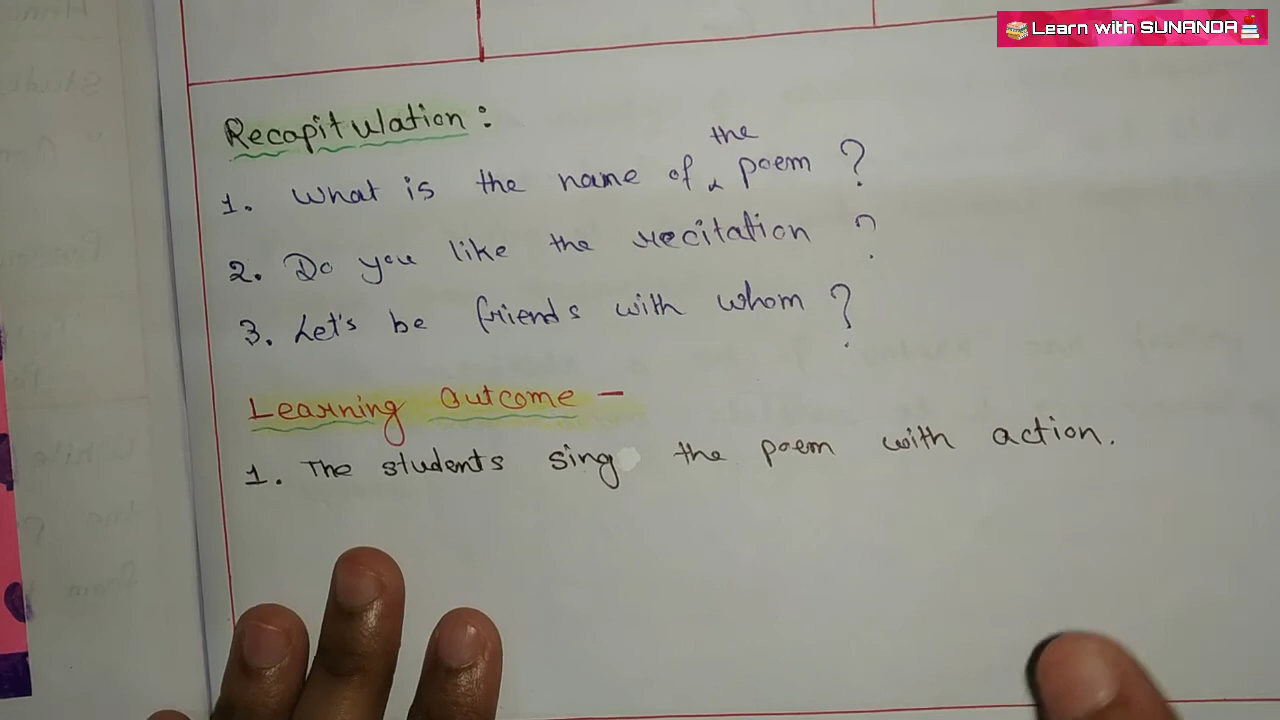 Learn with SUNANDA
Recapitulation:
1. What is the name of the poem?
2. Do you like the recitation?
3. Let's be friends with whom?
Learning Outcome -
1. The students sing the poem with action.